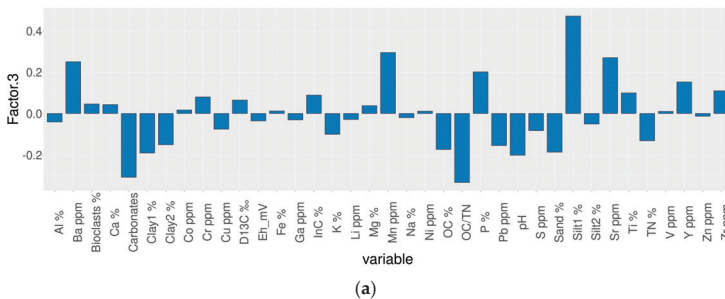 0.4
0.2
0.0
-0.2
Factor.3
Al %
Ba ppm
Bioclasts %
Ca %
Carbonates
Clay1 %
Clay2 %
Co ppm
Cr ppm
Cu ppm
D13C ‰
Eh_mV
Fe %
Ga ppm
InC %
K %
Li ppm
Mg %
Mn ppm
Na %
Ni ppm
OC %
OC/TN
P %
Pb ppm
pH
S ppm
Sand %
Silt1 %
Silt2 %
Sr ppm
Ti %
TN %
V ppm
Y ppm
Zn ppm
Zr ppm
variable
(a)